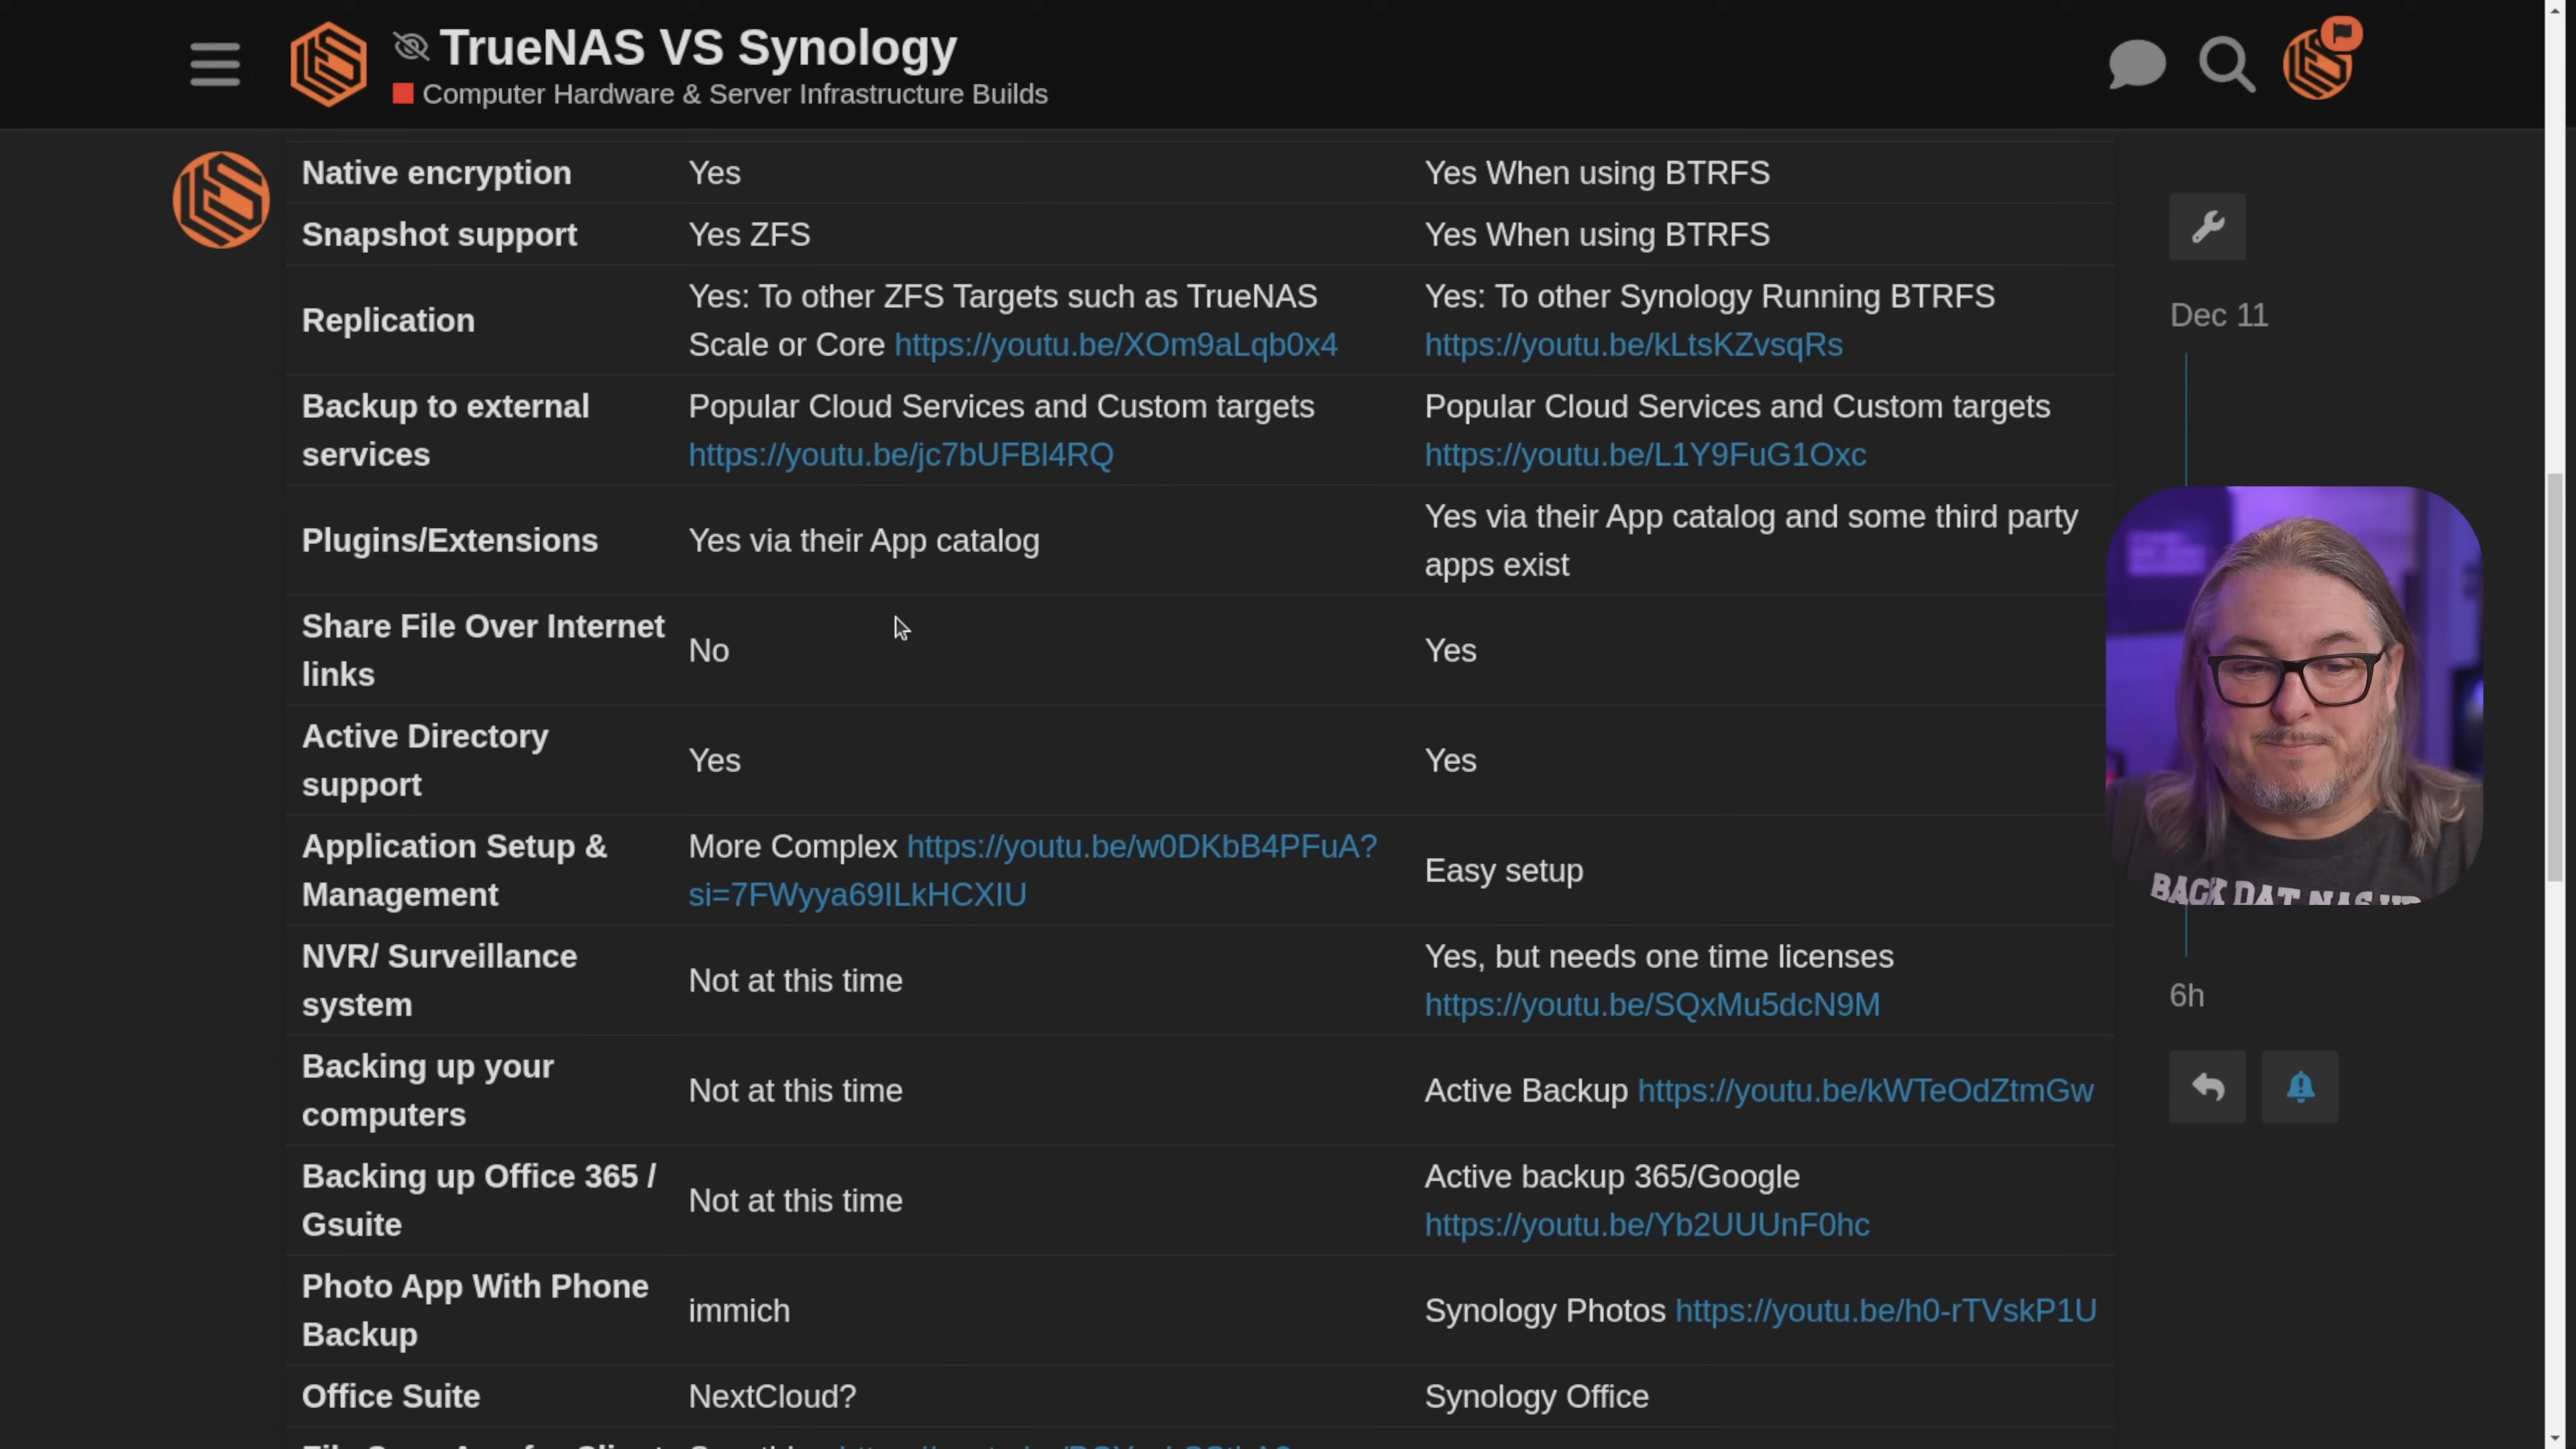 TrueNAS VS Synology
Computer Hardware & Server Infrastructure Builds
Native encryption
Yes
Yes When using BTRFS
Snapshot support
Yes ZFS
Yes When using BTRFS
Replication
Yes: To other ZFS Targets such as TrueNAS
Scale or Core https://youtu.be/XOm9aLqb0x4
Yes: To other Synology Running BTRFS
https://youtu.be/kLtsKZvsqRs
Backup to external
services
Popular Cloud Services and Custom targets
https://youtu.be/jc7bUFBl4RQ
Popular Cloud Services and Custom targets
https://youtu.be/L1Y9FuG1Oxc
Plugins/Extensions
Yes via their App catalog
Yes via their App catalog and some third party
apps exist
Share File Over Internet
links
No
Yes
Active Directory
support
Yes
Yes
Application Setup &
Management
More Complex https://youtu.be/w0DKbB4PFuA?
si=7FWyya69ILkHCXIU
Easy setup
NVR/ Surveillance
system
Not at this time
Yes, but needs one time licenses
https://youtu.be/SQxMu5dcN9M
Backing up your
computers
Not at this time
Active Backup https://youtu.be/kWTeOdZtmGw
Backing up Office 365 /
Gsuite
Not at this time
Active backup 365/Google
https://youtu.be/Yb2UUUnF0hc
Photo App With Phone
Backup
immich
Synology Photos https://youtu.be/h0-rTVskP1U
Office Suite
NextCloud?
Synology Office
Dec 11
6h
BACK DAT NAS UP